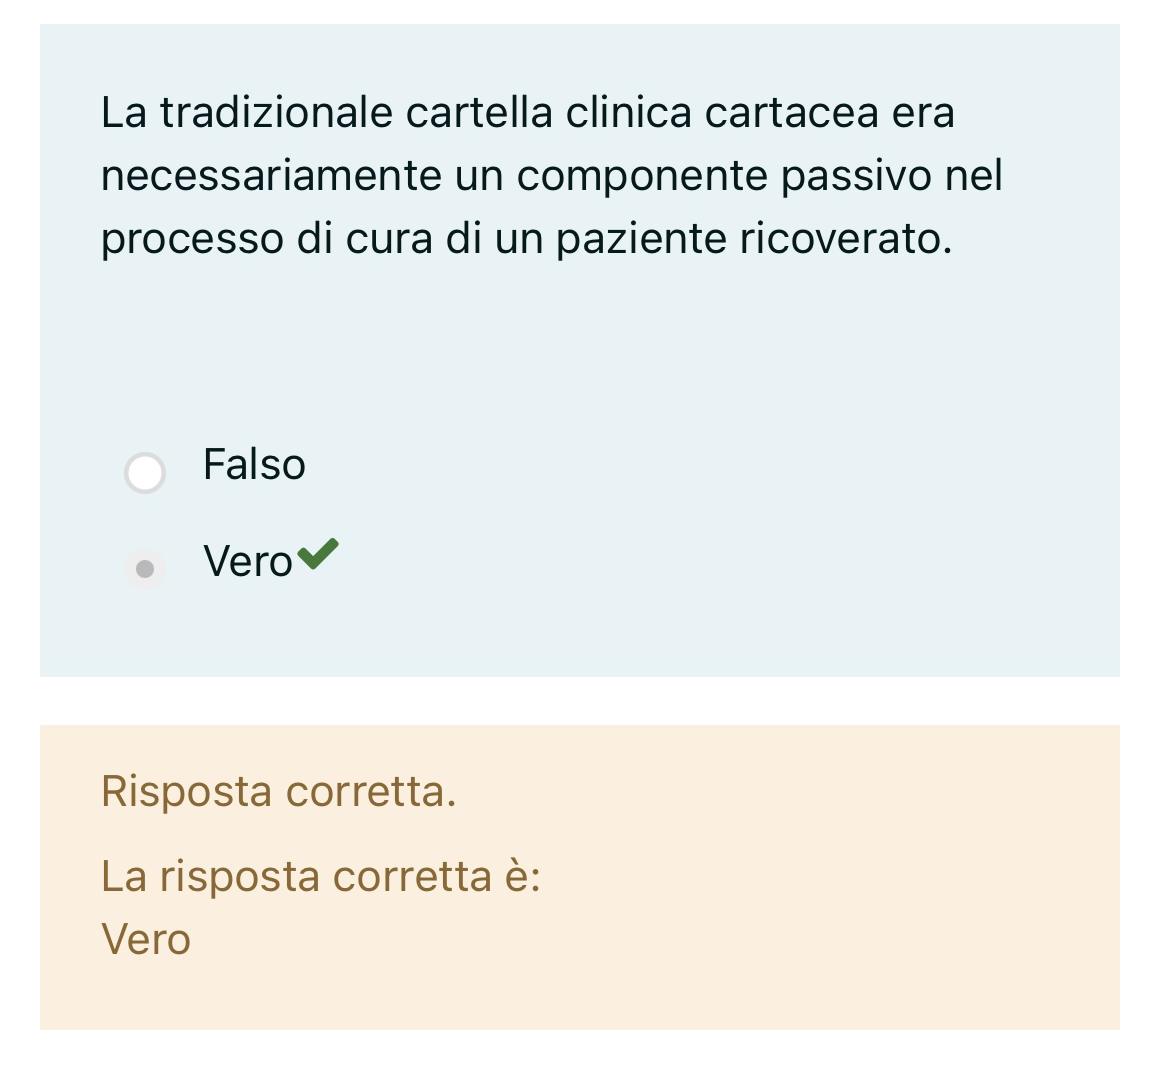 La tradizionale cartella clinica cartacea era
necessariamente un componente passivo nel
processo di cura di un paziente ricoverato.
Falso
Vero
Risposta corretta.
La risposta corretta è:
Vero